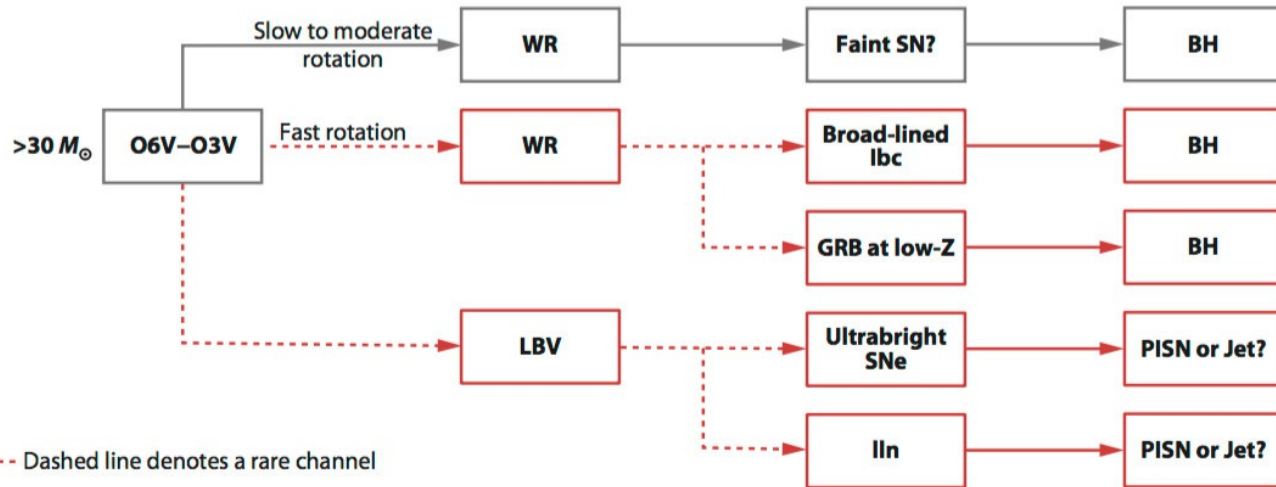 Slow to moderate
rotation
WR
Faint SN?
BH
>30 M☉
O6V–O3V
Fast rotation
WR
Broad-lined
Ibc
BH
GRB at low-Z
BH
LBV
Ultrabright
SNe
PISN or Jet?
IIn
PISN or Jet?
Dashed line denotes a rare channel